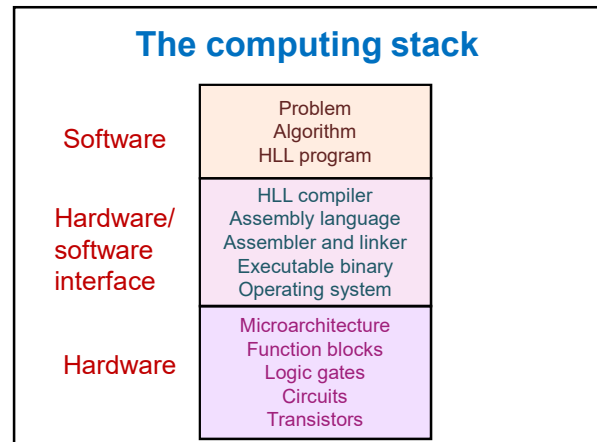 The computing stack
Software
Problem
Algorithm
HLL program
Hardware/
software
interface
HLL compiler
Assembly language
Assembler and linker
Executable binary
Operating system
Hardware
Microarchitecture
Function blocks
Logic gates
Circuits
Transistors